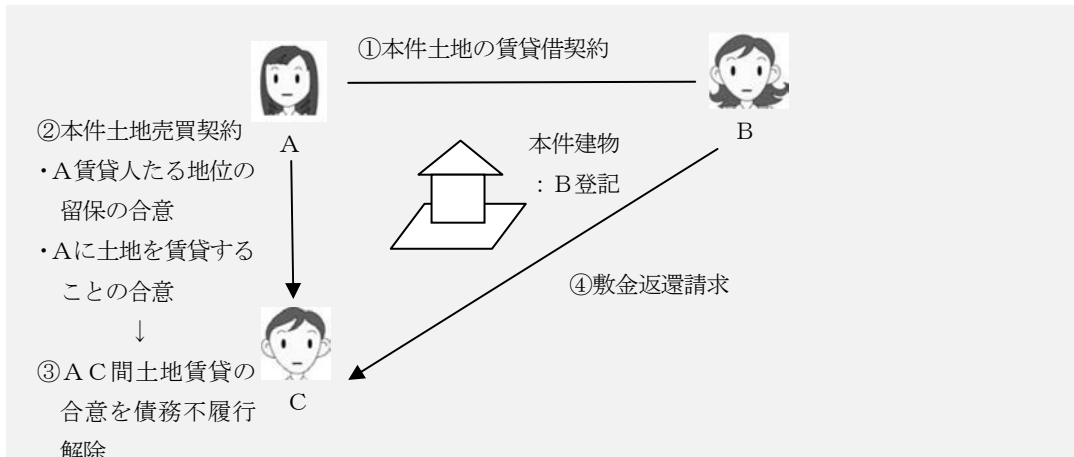 ①本件土地の賃貸借契約
②本件土地売買契約
・A賃貸人たる地位の
留保の合意
・Aに土地を賃貸する
ことの合意
↓
③AC間土地賃貸の
合意を債務不履行
解除
A
B
本件建物
：B登記
④敷金返還請求
C